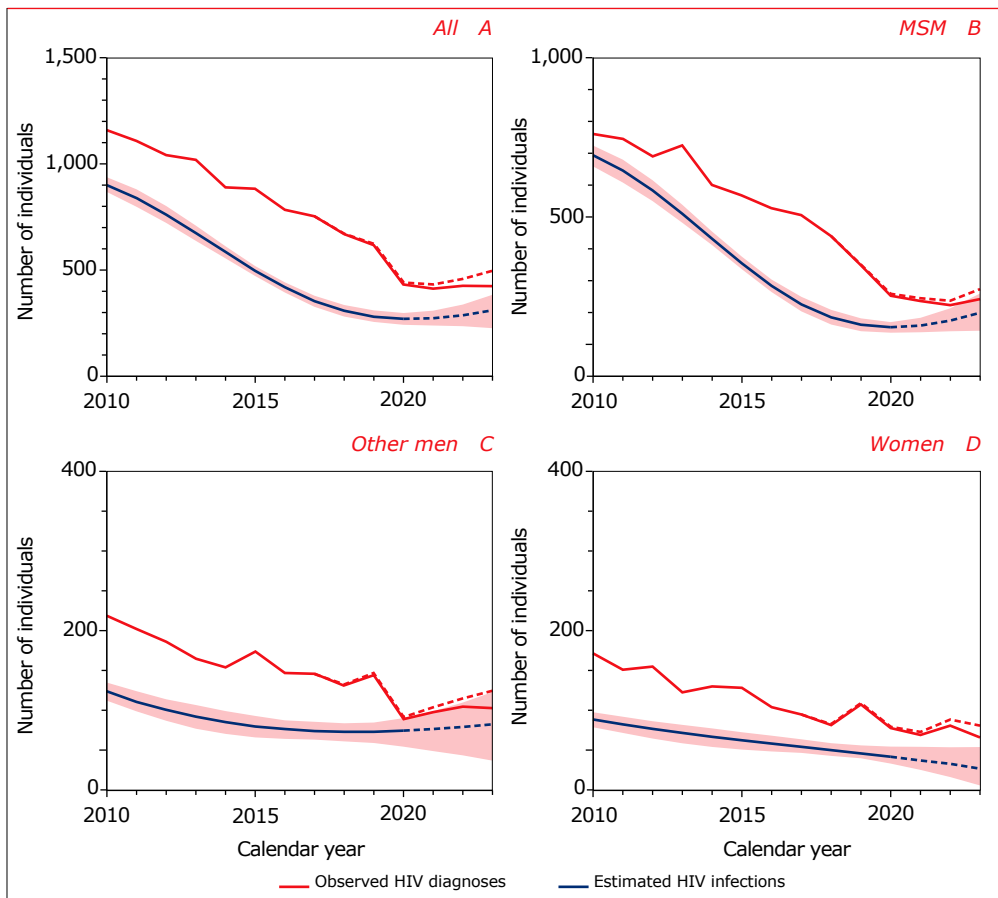 All A
MSM B
1,500
1,000
500
0
Number of individuals
2010 2015 2020
1,000
500
0
Number of individuals
2010 2015 2020
Other men C
Women D
400
200
0
Number of individuals
2010 2015 2020
Calendar year
400
200
0
Number of individuals
2010 2015 2020
Calendar year
Observed HIV diagnoses Estimated HIV infections